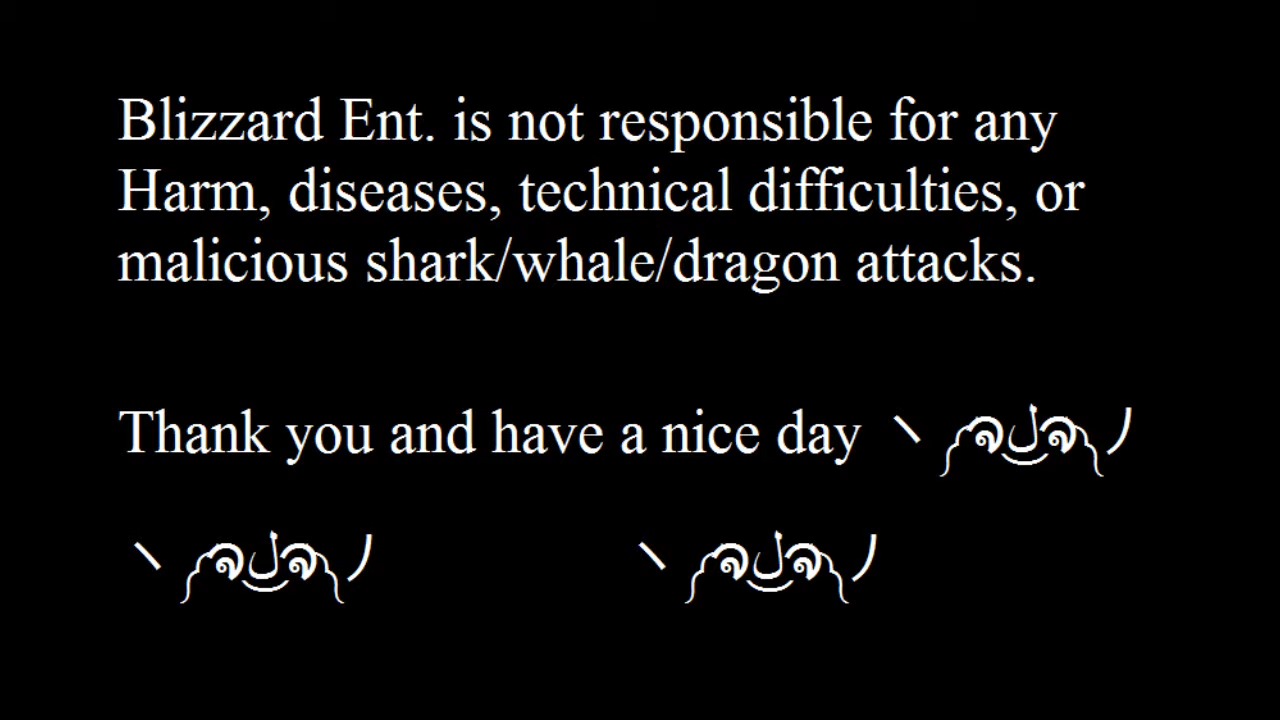 Blizzard Ent. is not responsible for any
Harm, diseases, technical difficulties, or
malicious shark/whale/dragon attacks.
Thank you and have a nice day ヽ༼ຈل͜ຈ༽ﾉ
ヽ༼ຈل͜ຈ༽ﾉ ヽ༼ຈل͜ຈ༽ﾉ